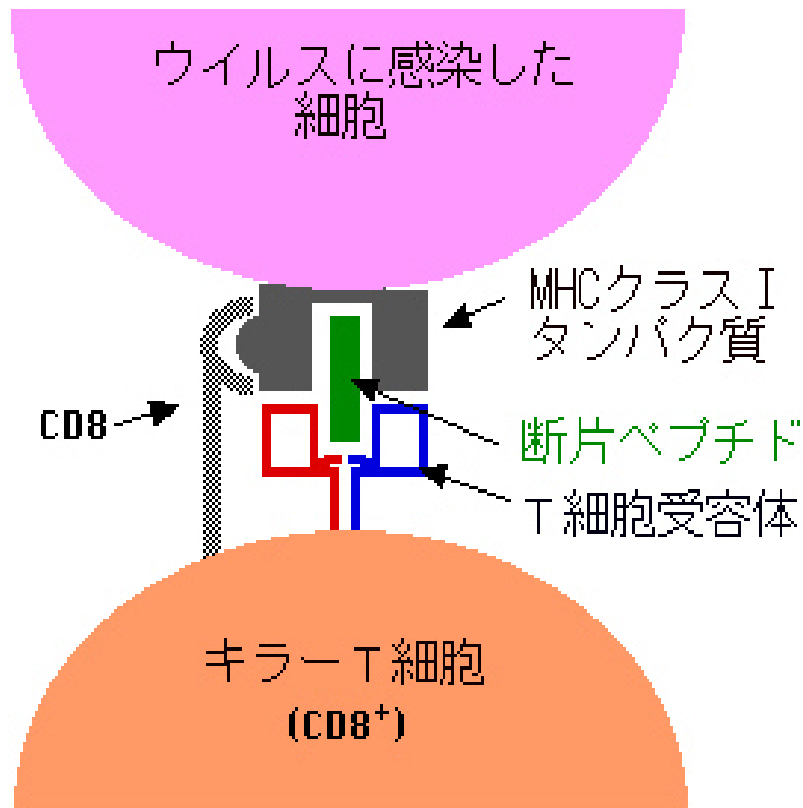 ウイルスに感染した
細胞
MHCクラスⅠ
タンパク質
CD8
断片ペプチド
T細胞受容体
キラーT細胞
(CD8⁺)